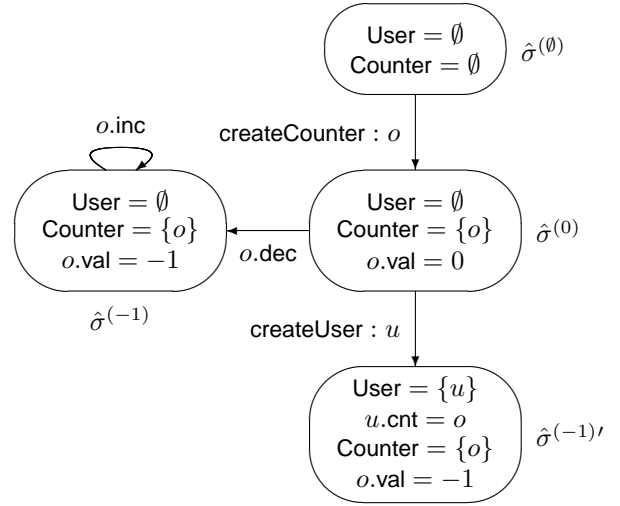 User = ∅
Counter = ∅
σ̂^(∅)
createCounter : o
o.inc
User = ∅
Counter = {o}
o.val = −1
σ̂^(−1)
o.dec
User = ∅
Counter = {o}
o.val = 0
σ̂^(0)
createUser : u
User = {u}
u.cnt = o
Counter = {o}
o.val = −1
σ̂^(−1)′